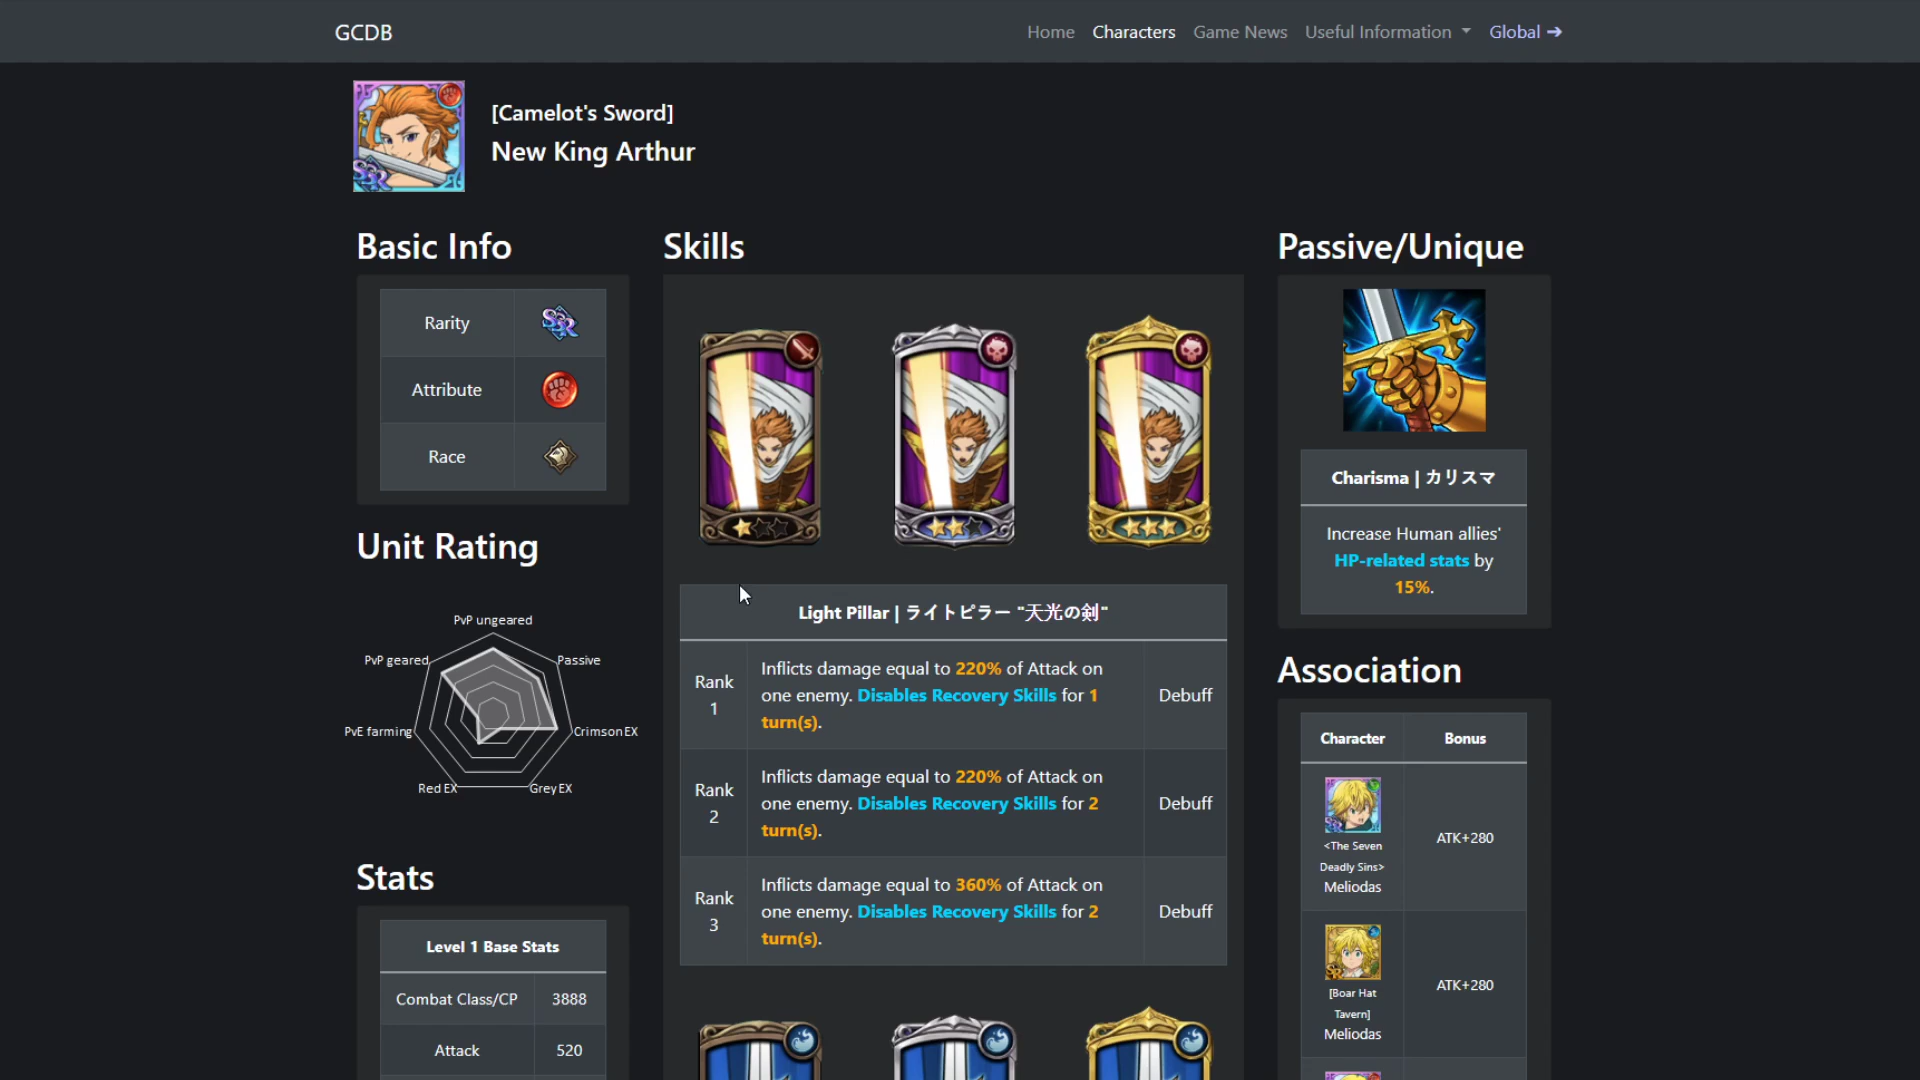 GCDB
Home
Characters
Game News
Useful Information
Global
[Camelot's Sword]
New King Arthur
SSR
Basic Info
Rarity
SSR
Attribute
Race
Unit Rating
PvP ungeared
PvP geared
Passive
PvE farming
Crimson EX
Red EX
Grey EX
Stats
Level 1 Base Stats
Combat Class/CP
3888
Attack
520
Skills
Light Pillar | ライトピラー "天光の剣"
Rank
1
Inflicts damage equal to 220% of Attack on
one enemy. Disables Recovery Skills for 1
turn(s).
Debuff
Rank
2
Inflicts damage equal to 220% of Attack on
one enemy. Disables Recovery Skills for 2
turn(s).
Debuff
Rank
3
Inflicts damage equal to 360% of Attack on
one enemy. Disables Recovery Skills for 2
turn(s).
Debuff
Passive/Unique
Charisma | カリスマ
Increase Human allies'
HP-related stats by
15%.
Association
Character
Bonus
<The Seven
Deadly Sins>
Meliodas
ATK+280
SR
[Boar Hat
Tavern]
Meliodas
ATK+280